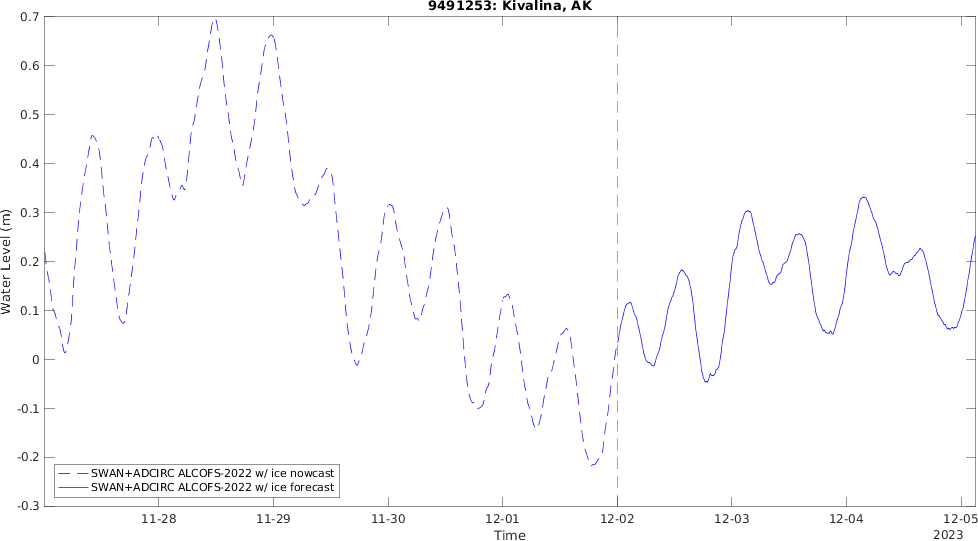 9491253: Kivalina, AK
0.7
0.6
0.5
0.4
0.3
0.2
0.1
0
-0.1
-0.2
-0.3
Water Level (m)
SWAN+ADCIRC ALCOFS-2022 w/ ice nowcast
SWAN+ADCIRC ALCOFS-2022 w/ ice forecast
11-28 11-29 11-30 12-01 12-02 12-03 12-04 12-05
Time
2023